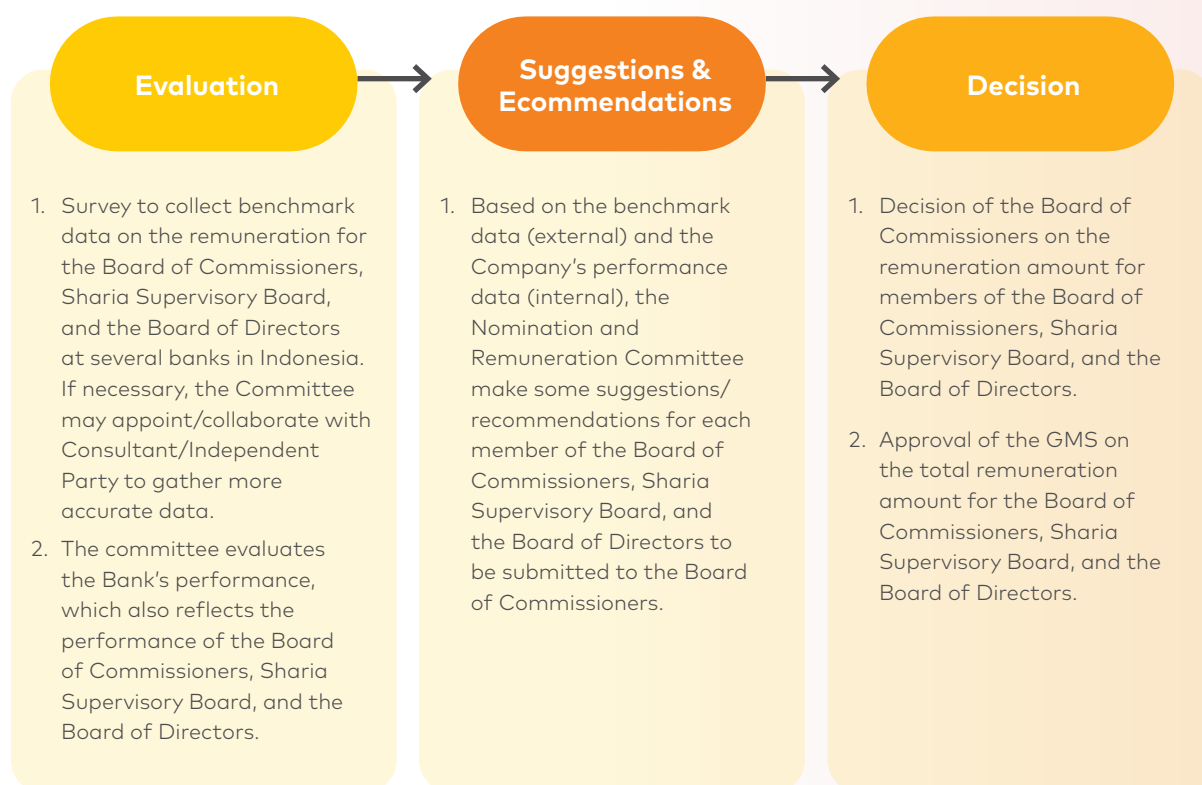 Evaluation
1. Survey to collect benchmark
data on the remuneration for
the Board of Commissioners,
Sharia Supervisory Board,
and the Board of Directors
at several banks in Indonesia.
If necessary, the Committee
may appoint/collaborate with
Consultant/Independent
Party to gather more
accurate data.
2. The committee evaluates
the Bank's performance,
which also reflects the
performance of the Board
of Commissioners, Sharia
Supervisory Board, and the
Board of Directors.
Suggestions &
Ecommendations
1. Based on the benchmark
data (external) and the
Company's performance
data (internal), the
Nomination and
Remuneration Committee
make some suggestions/
recommendations for each
member of the Board of
Commissioners, Sharia
Supervisory Board, and
the Board of Directors to
be submitted to the Board
of Commissioners.
Decision
1. Decision of the Board of
Commissioners on the
remuneration amount for
members of the Board of
Commissioners, Sharia
Supervisory Board, and the
Board of Directors.
2. Approval of the GMS on
the total remuneration
amount for the Board of
Commissioners, Sharia
Supervisory Board, and the
Board of Directors.